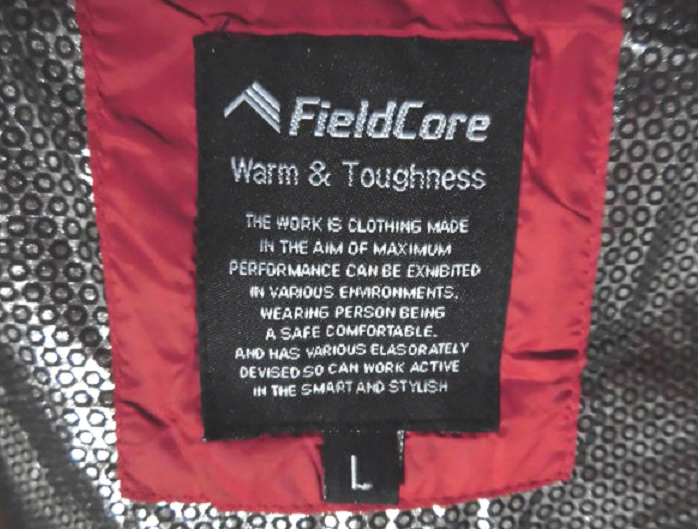 FieldCore
Warm & Toughness
THE WORK IS CLOTHING MADE
IN THE AIM OF MAXIMUM
PERFORMANCE CAN BE EXHIBITED
IN VARIOUS ENVIRONMENTS.
WEARING PERSON BEING
A SAFE COMFORTABLE.
AND HAS VARIOUS ELASORATELY
DEVISED SO CAN WORK ACTIVE
IN THE SMART AND STYLISH
L